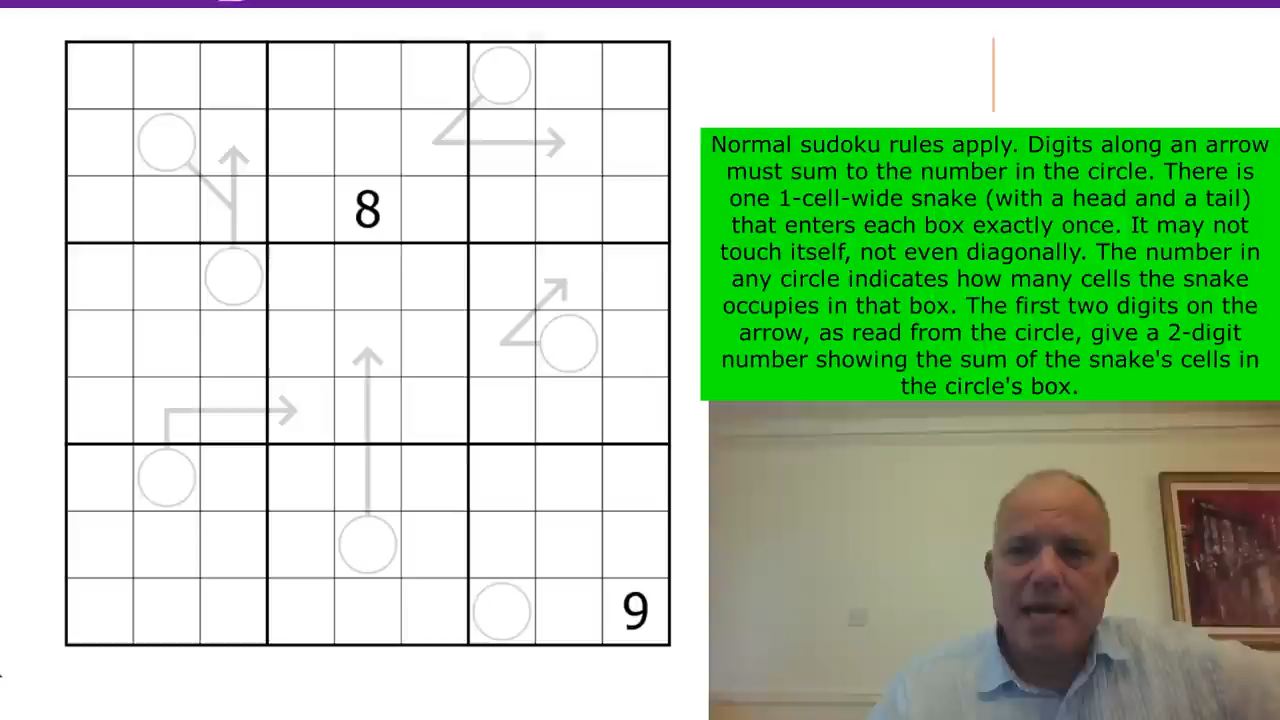 Normal sudoku rules apply. Digits along an arrow
must sum to the number in the circle. There is
one 1-cell-wide snake (with a head and a tail)
that enters each box exactly once. It may not
touch itself, not even diagonally. The number in
any circle indicates how many cells the snake
occupies in that box. The first two digits on the
arrow, as read from the circle, give a 2-digit
number showing the sum of the snake's cells in
the circle's box.
8
9